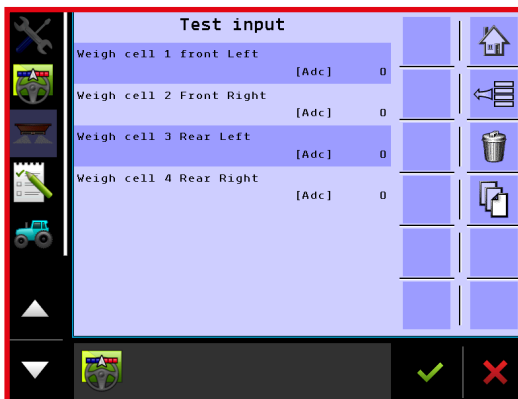 Test input
Weigh cell 1 front Left
[Adc] 0
Weigh cell 2 Front Right
[Adc] 0
Weigh cell 3 Rear Left
[Adc] 0
Weigh cell 4 Rear Right
[Adc] 0